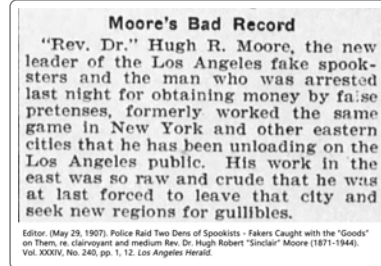 Moore's Bad Record
"Rev. Dr." Hugh R. Moore, the new
leader of the Los Angeles fake spook-
sters and the man who was arrested
last night for obtaining money by false
pretenses, formerly worked the same
game in New York and other eastern
cities that he has been unloading on the
Los Angeles public. His work in the
east was so raw and crude that he was
at last forced to leave that city and
seek new regions for gullibles.
Editor. (May 29, 1907). Police Raid Two Dens of Spookists - Fakers Caught with the "Goods"
on Them, re. clairvoyant and medium Rev. Dr. Hugh Robert "Sinclair" Moore (1871-1944).
Vol. XXXIV, No. 240, pp. 1, 12. Los Angeles Herald.